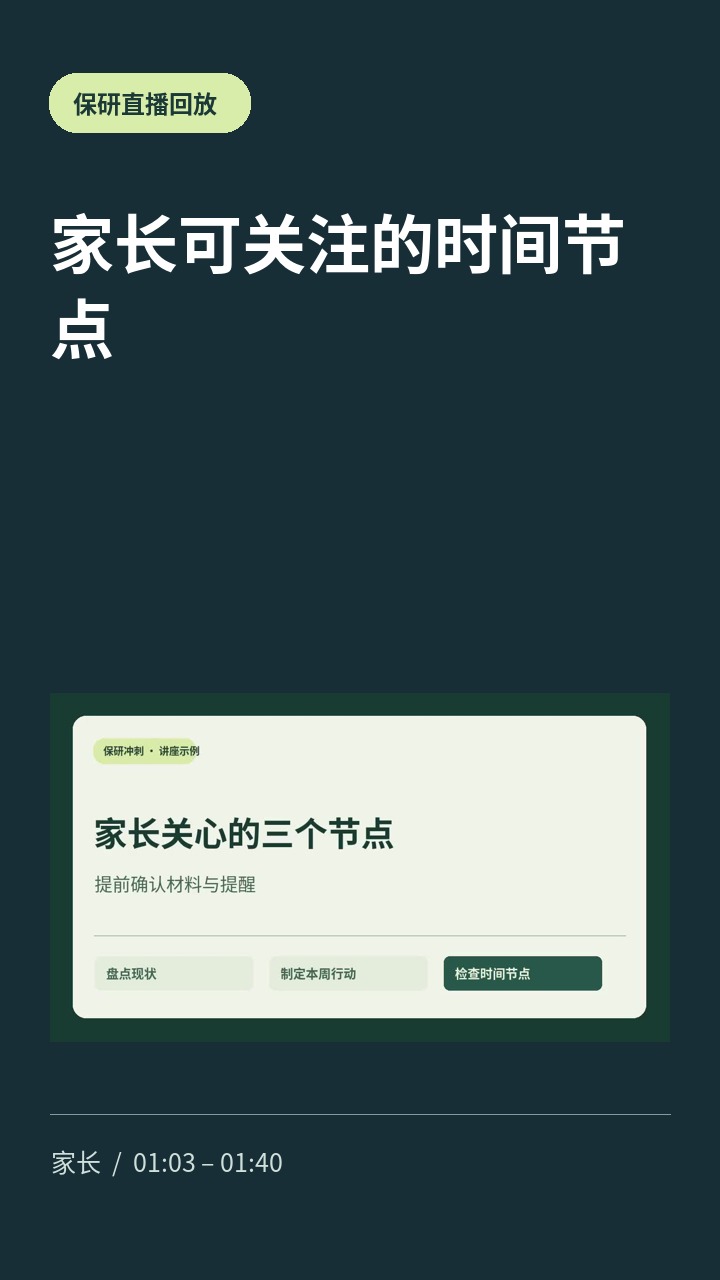 保研直播回放
家长可关注的时间节
点
保研冲刺 · 讲座示例
家长关心的三个节点
提前确认材料与提醒
盘点现状
制定本周行动
检查时间节点
家长 / 01:03 – 01:40